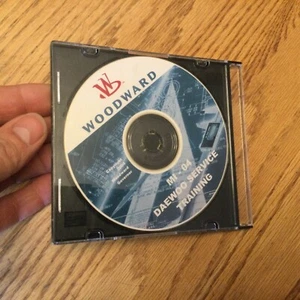 WOODWARD
IM-04
DAEWOO SERVICE
TRAINING